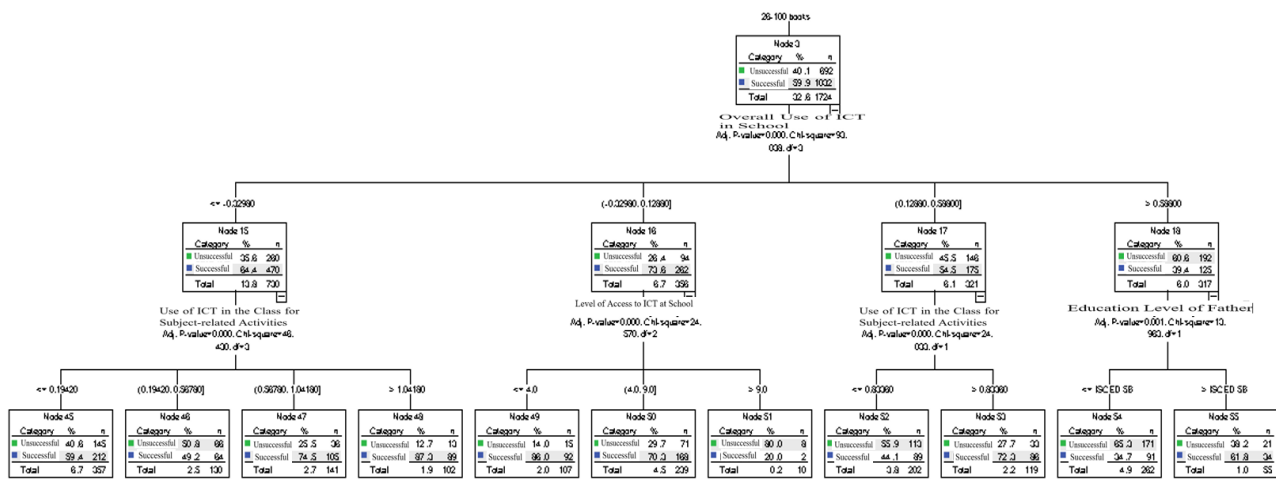 26-100 books
Node 3
Category % n
Unsuccessful 40.1 692
Successful 59.9 1032
Total 32.6 1724
Overall Use of ICT
in School
Adj. P-value=0.000, Chi-square=93.
038, df=3
<= -0.32980
(-0.32980, 0.12880]
(0.12880, 0.58800]
> 0.58800
Node 15
Category % n
Unsuccessful 35.6 260
Successful 64.4 470
Total 13.8 730
Use of ICT in the Class for
Subject-related Activities
Adj. P-value=0.000, Chi-square=46.
430, df=3
Node 16
Category % n
Unsuccessful 26.4 94
Successful 73.6 262
Total 6.7 356
Level of Access to ICT at School
Adj. P-value=0.000, Chi-square=24.
570, df=2
Node 17
Category % n
Unsuccessful 45.5 146
Successful 54.5 175
Total 6.1 321
Use of ICT in the Class for
Subject-related Activities
Adj. P-value=0.000, Chi-square=24.
033, df=1
Node 18
Category % n
Unsuccessful 60.6 192
Successful 39.4 125
Total 6.0 317
Education Level of Father
Adj. P-value=0.001, Chi-square=13.
963, df=1
<= 0.19420
(0.19420, 0.56780]
(0.56780, 1.04180]
> 1.04180
<= 4.0
(4.0, 9.0]
> 9.0
<= 0.83360
> 0.83360
<= ISCED 5B
> ISCED 5B
Node 45
Category % n
Unsuccessful 40.6 145
Successful 59.4 212
Total 6.7 357
Node 46
Category % n
Unsuccessful 50.8 66
Successful 49.2 64
Total 2.5 130
Node 47
Category % n
Unsuccessful 25.5 36
Successful 74.5 105
Total 2.7 141
Node 48
Category % n
Unsuccessful 12.7 13
Successful 87.3 89
Total 1.9 102
Node 49
Category % n
Unsuccessful 14.0 15
Successful 86.0 92
Total 2.0 107
Node 50
Category % n
Unsuccessful 29.7 71
Successful 70.3 168
Total 4.5 239
Node 51
Category % n
Unsuccessful 80.0 8
Successful 20.0 2
Total 0.2 10
Node 52
Category % n
Unsuccessful 55.9 113
Successful 44.1 89
Total 3.8 202
Node 53
Category % n
Unsuccessful 27.7 33
Successful 72.3 86
Total 2.2 119
Node 54
Category % n
Unsuccessful 65.3 171
Successful 34.7 91
Total 4.9 262
Node 55
Category % n
Unsuccessful 38.2 21
Successful 61.8 34
Total 1.0 55